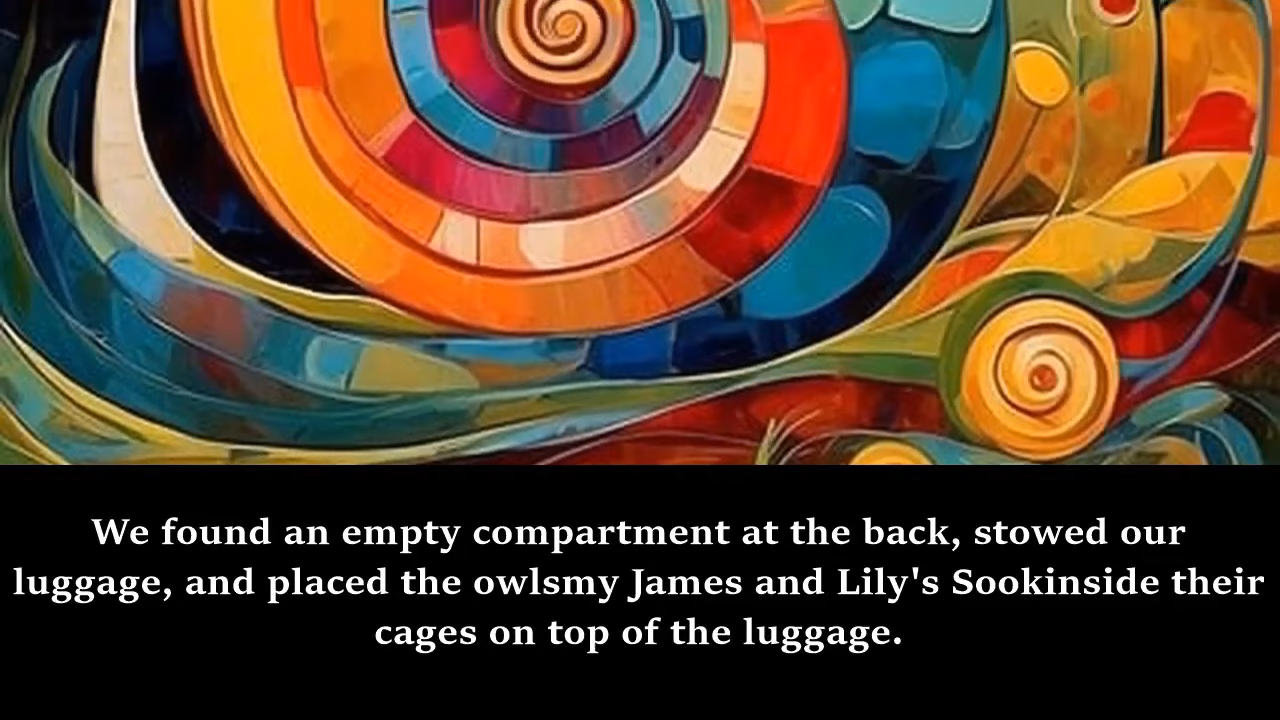 We found an empty compartment at the back, stowed our
luggage, and placed the owlsmy James and Lily's Sookinside their
cages on top of the luggage.